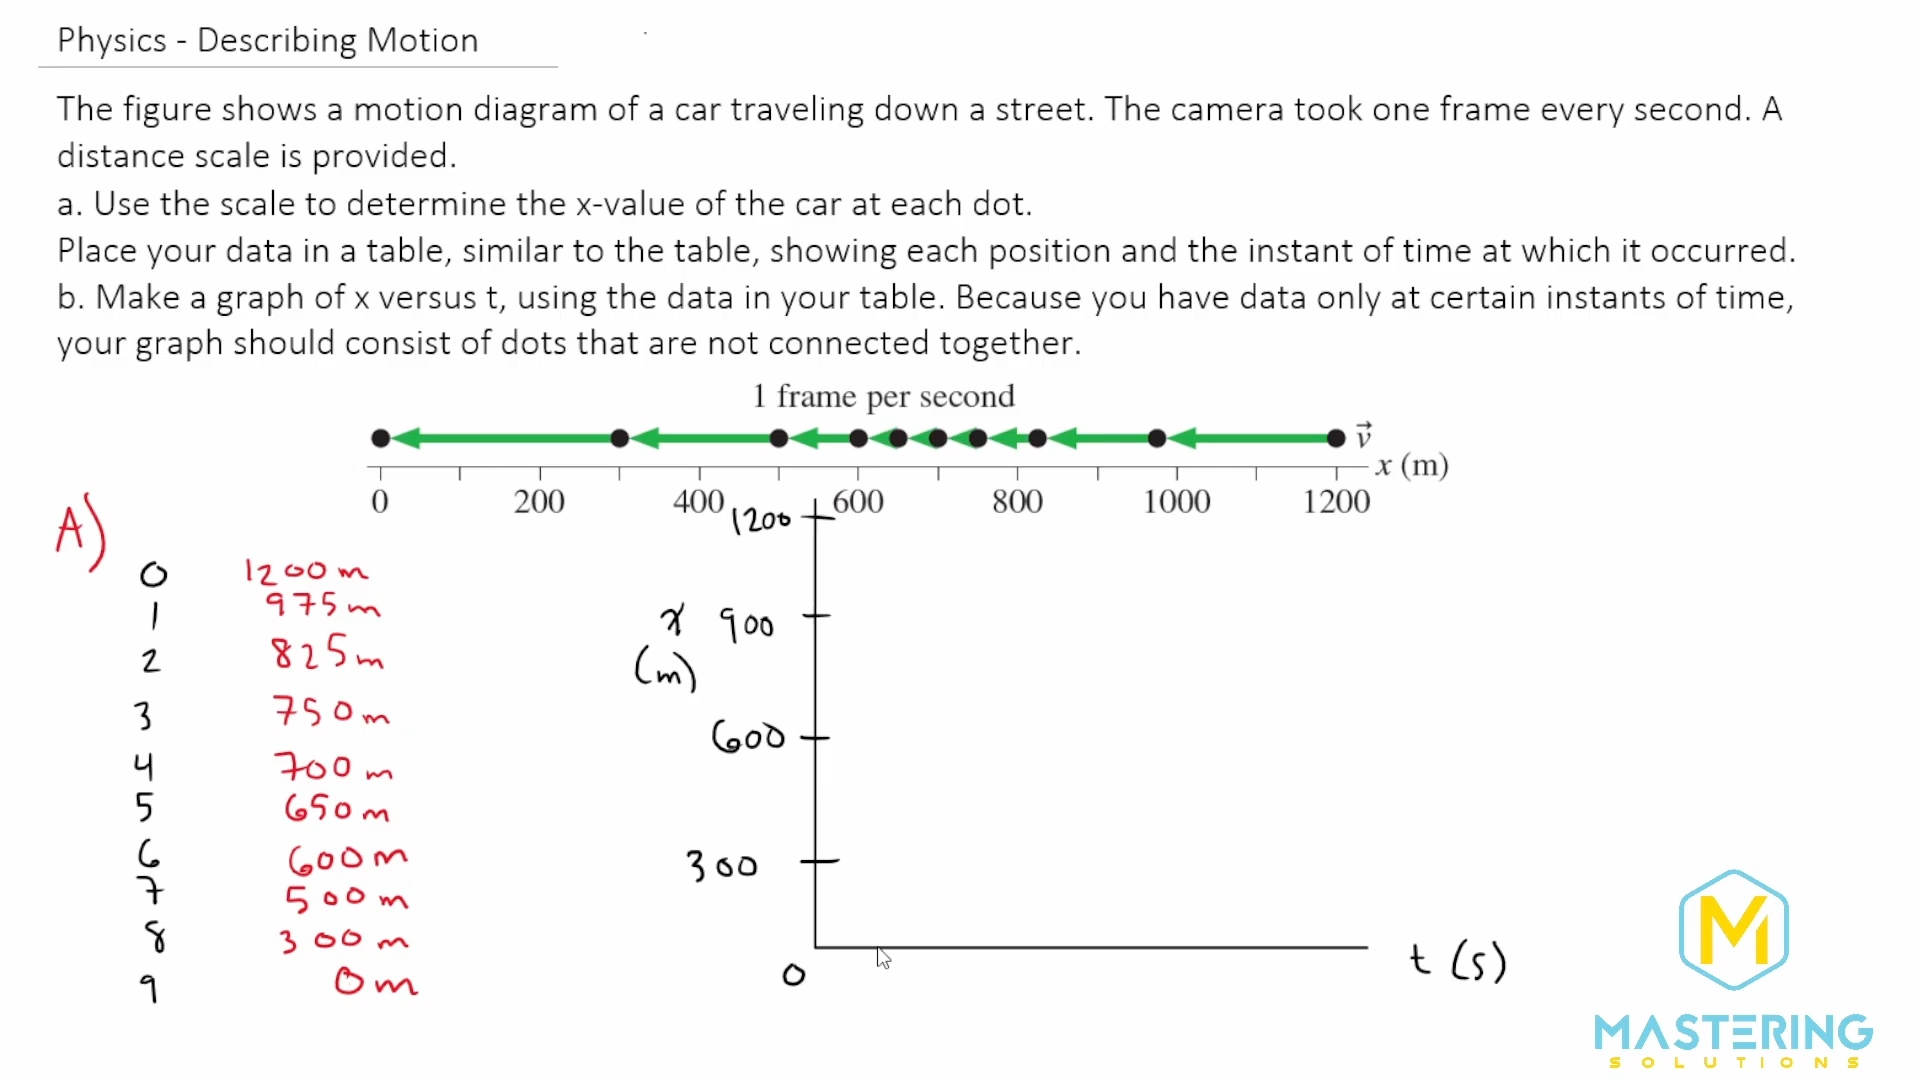 Physics - Describing Motion
The figure shows a motion diagram of a car traveling down a street. The camera took one frame every second. A
distance scale is provided.
a. Use the scale to determine the x-value of the car at each dot.
Place your data in a table, similar to the table, showing each position and the instant of time at which it occurred.
b. Make a graph of x versus t, using the data in your table. Because you have data only at certain instants of time,
your graph should consist of dots that are not connected together.
1 frame per second
v⃗
x (m)
0 200 400 600 800 1000 1200
A)
0 1200 m
1 975 m
2 825 m
3 750 m
4 700 m
5 650 m
6 600 m
7 500 m
8 300 m
9 0 m
1200
x 900
(m)
600
300
0
t (s)
M
MASTERING
SOLUTIONS